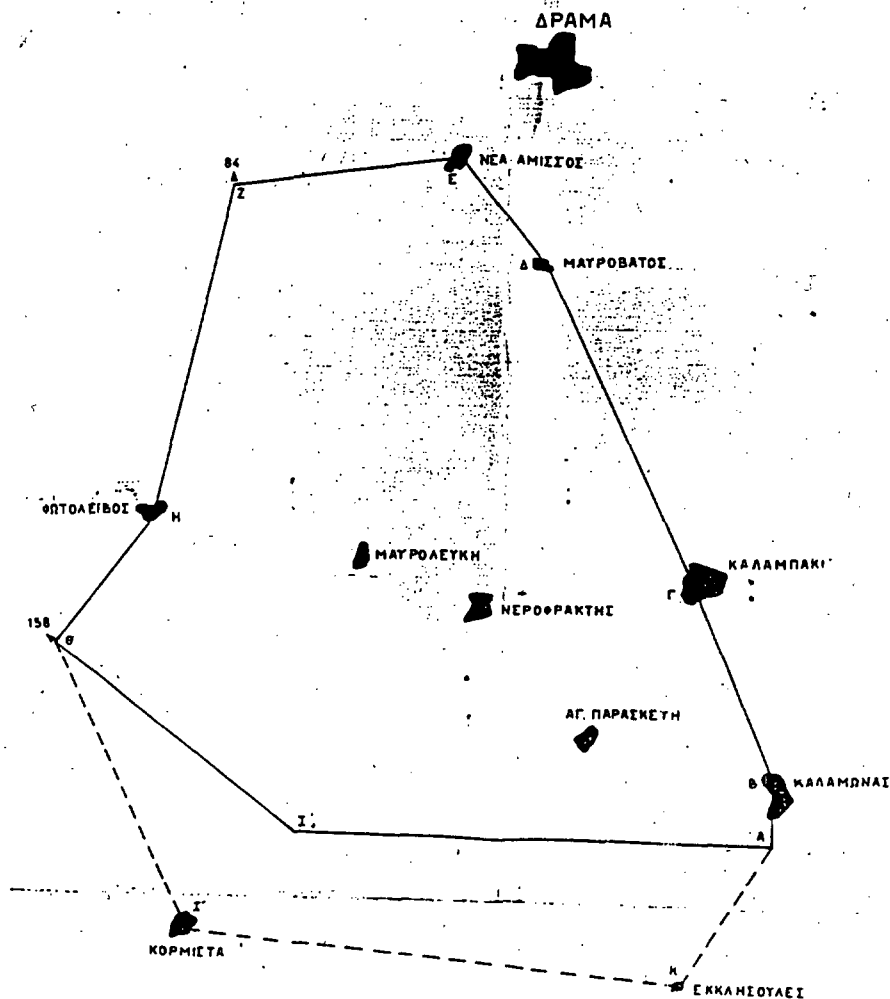 ΔΡΑΜΑ
84
Ζ
Ε
ΝΕΑ ΑΜΙΣΣΟΣ
Δ
ΜΑΥΡΟΒΑΤΟΣ
ΦΩΤΟΛΕΙΒΟΣ
Η
ΜΑΥΡΟΛΕΥΚΗ
ΚΑΛΑΜΠΑΚΙ
Γ
ΝΕΡΟΦΡΑΚΤΗΣ
158
Θ
ΑΓ. ΠΑΡΑΣΚΕΥΗ
Β
ΚΑΛΑΜΩΝΑΣ
Ι
Α
Ι'
ΚΟΡΜΙΣΤΑ
Κ
ΕΚΚΛΗΣΟΥΛΕΣ